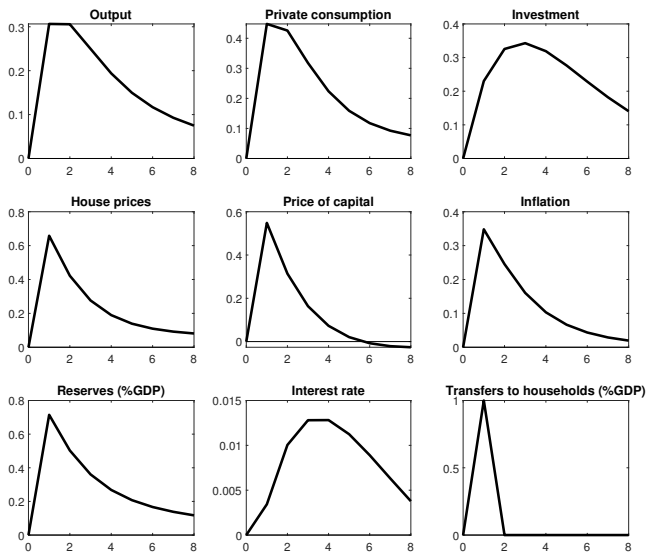 Output
Private consumption
Investment
0.3
0.2
0.1
0
0 2 4 6 8
0.4
0.3
0.2
0.1
0
0 2 4 6 8
0.4
0.3
0.2
0.1
0
0 2 4 6 8
House prices
Price of capital
Inflation
0.8
0.6
0.4
0.2
0
0 2 4 6 8
0.6
0.4
0.2
0
0 2 4 6 8
0.4
0.3
0.2
0.1
0
0 2 4 6 8
Reserves (%GDP)
Interest rate
Transfers to households (%GDP)
0.8
0.6
0.4
0.2
0
0 2 4 6 8
0.015
0.01
0.005
0
0 2 4 6 8
1
0.5
0
0 2 4 6 8